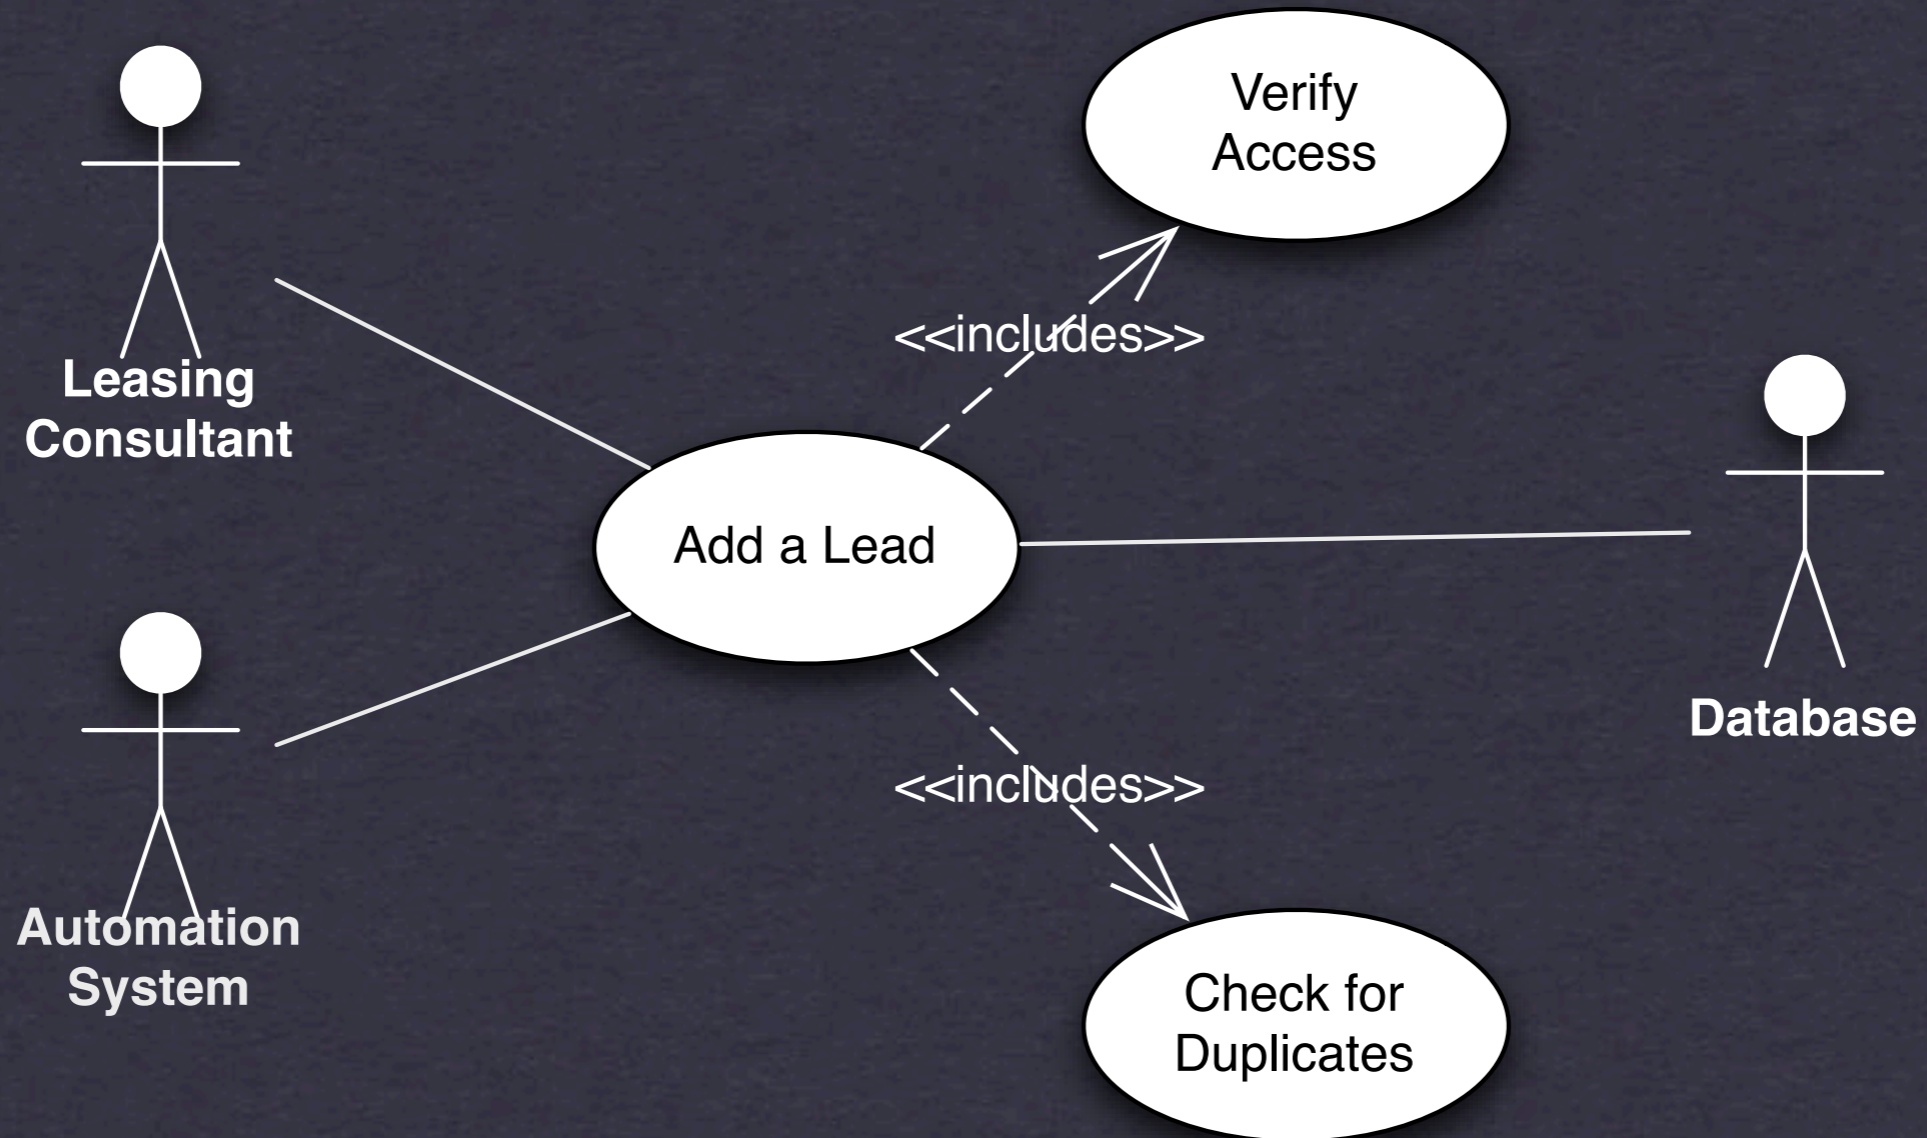 Verify
Access
<<includes>>
Leasing
Consultant
Add a Lead
Database
<<includes>>
Automation
System
Check for
Duplicates